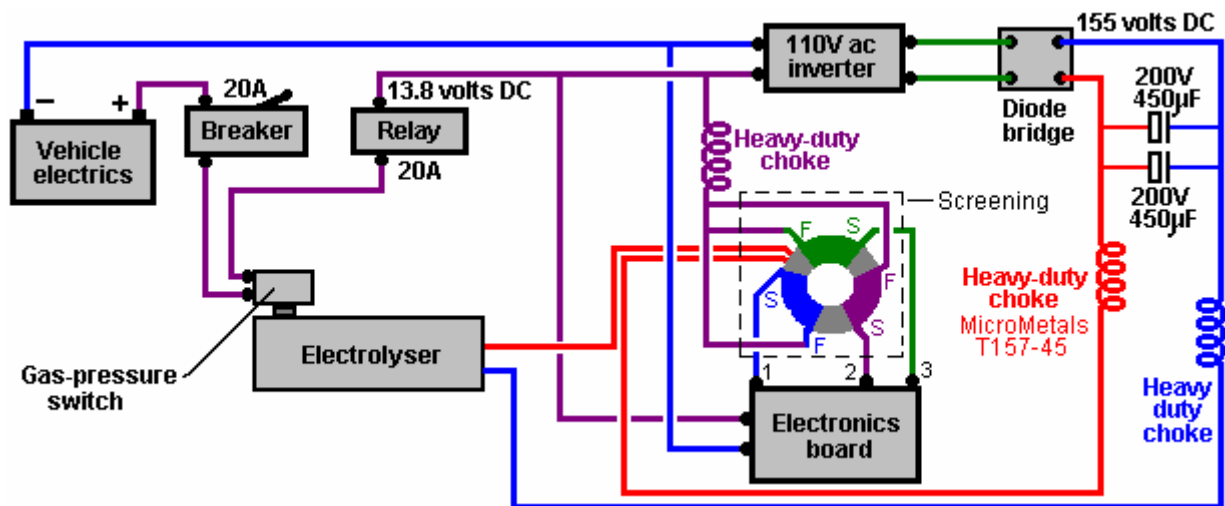 155 volts DC
110V ac
inverter
Diode
bridge
200V
450µF
200V
450µF
–
+
20A
Breaker
13.8 volts DC
Relay
20A
Vehicle
electrics
Heavy-duty
choke
Screening
F
S
F
S
S
F
Heavy-duty
choke
MicroMetals
T157-45
Heavy
duty
choke
Gas-pressure
switch
Electrolyser
1
2
3
Electronics
board